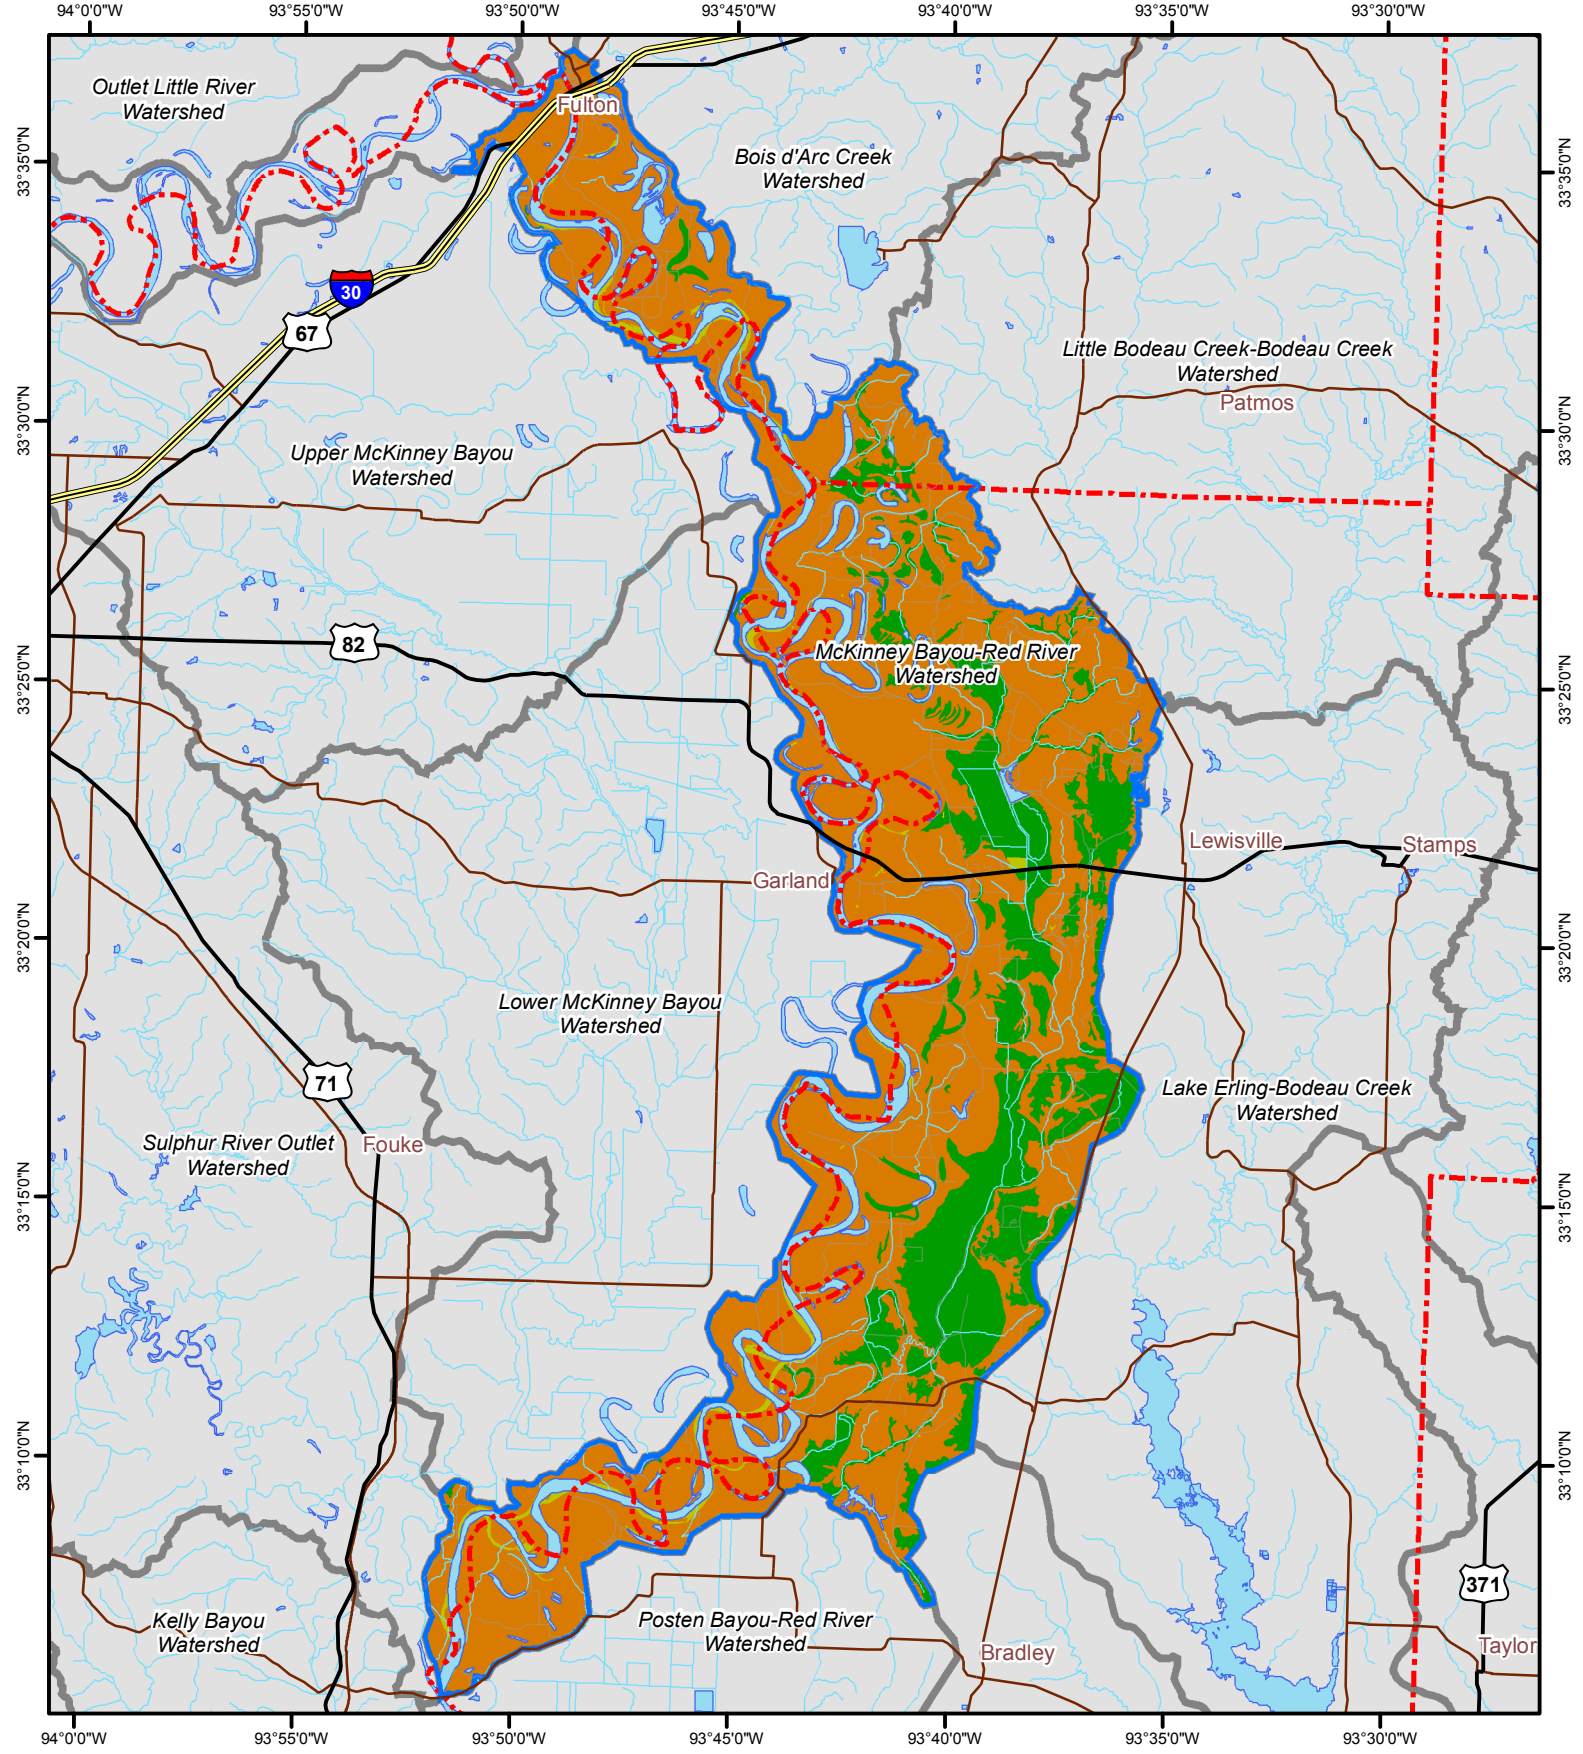 94°0'0"W
93°55'0"W
93°50'0"W
93°45'0"W
93°40'0"W
93°35'0"W
93°30'0"W
Outlet Little River
Watershed
Fulton
Bois d'Arc Creek
Watershed
33°35'0"N
33°35'0"N
30
67
Little Bodeau Creek-Bodeau Creek
Watershed
Patmos
33°30'0"N
33°30'0"N
Upper McKinney Bayou
Watershed
82
McKinney Bayou-Red River
Watershed
33°25'0"N
33°25'0"N
Lewisville
Stamps
Garland
33°20'0"N
33°20'0"N
Lower McKinney Bayou
Watershed
71
Lake Erling-Bodeau Creek
Watershed
Sulphur River Outlet
Watershed
Fouke
33°15'0"N
33°15'0"N
33°10'0"N
33°10'0"N
371
Kelly Bayou
Watershed
Posten Bayou-Red River
Watershed
Bradley
Taylor
94°0'0"W
93°55'0"W
93°50'0"W
93°45'0"W
93°40'0"W
93°35'0"W
93°30'0"W